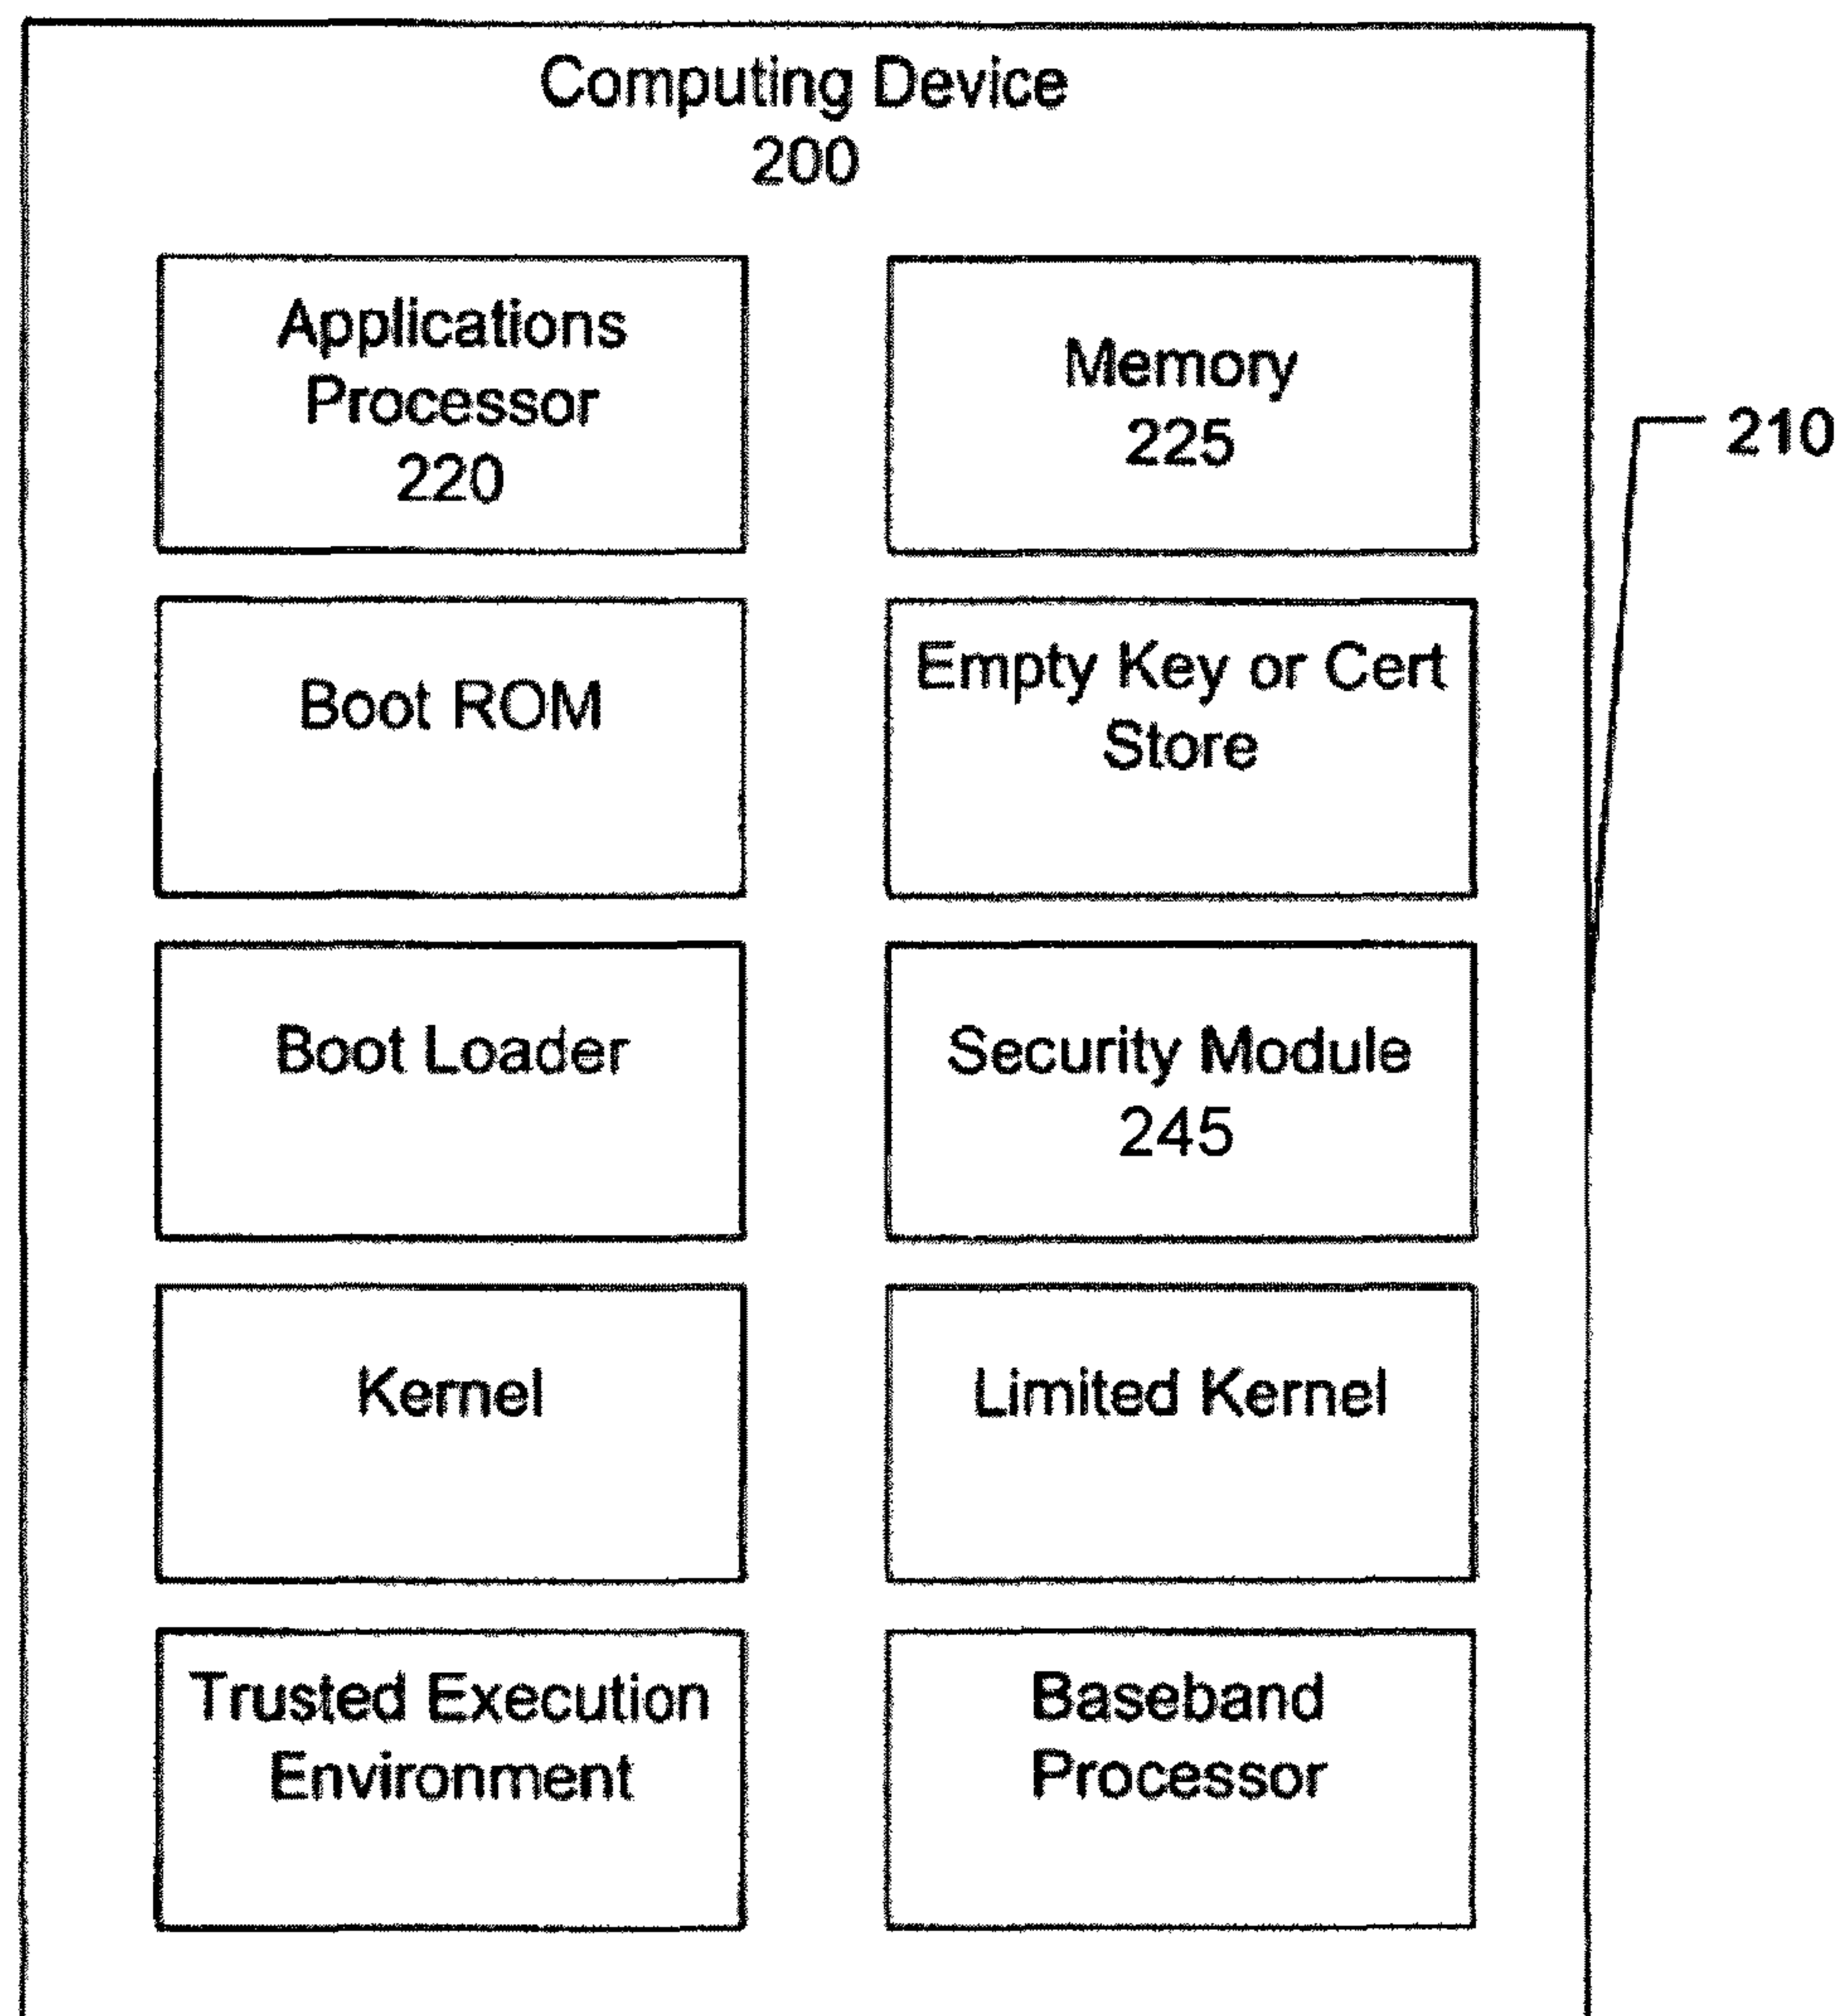 Computing Device
200
Applications
Processor
220
Memory
225
210
Boot ROM
Empty Key or Cert
Store
Boot Loader
Security Module
245
Kernel
Limited Kernel
Trusted Execution
Environment
Baseband
Processor